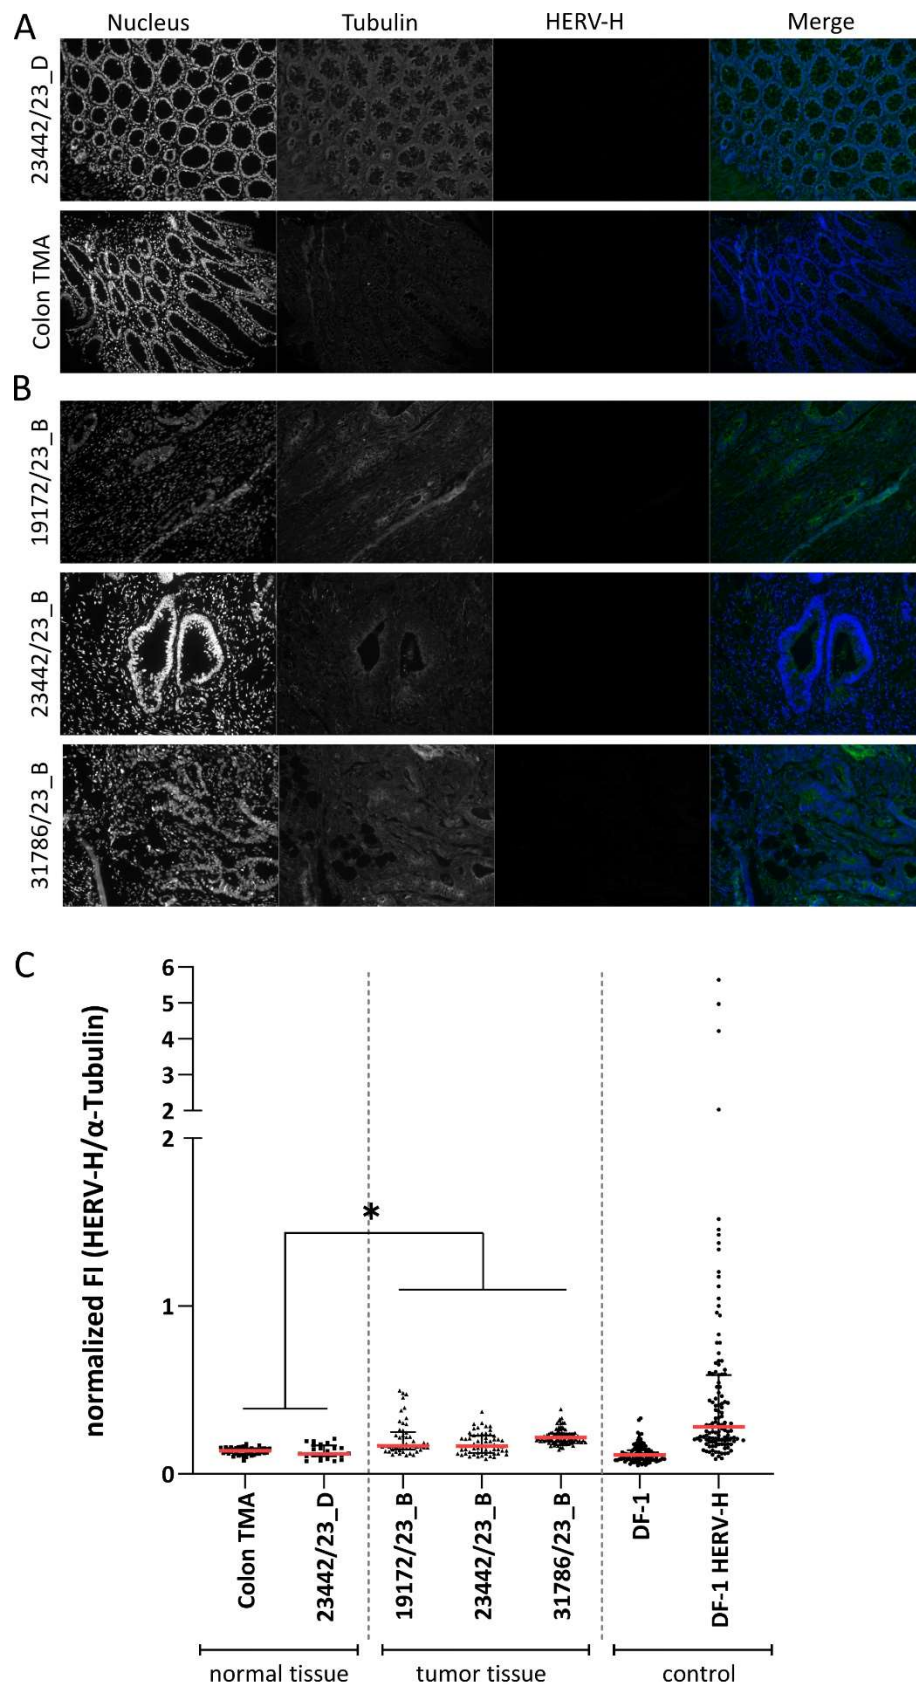 A
Nucleus Tubulin HERV-H Merge
23442/23_D
Colon TMA
B
19172/23_B
23442/23_B
31786/23_B
C
normalized FI (HERV-H/α-Tubulin)
6
5
4
3
2
2
*
1
0
Colon TMA
23442/23_D
19172/23_B
23442/23_B
31786/23_B
DF-1
DF-1 HERV-H
normal tissue tumor tissue control